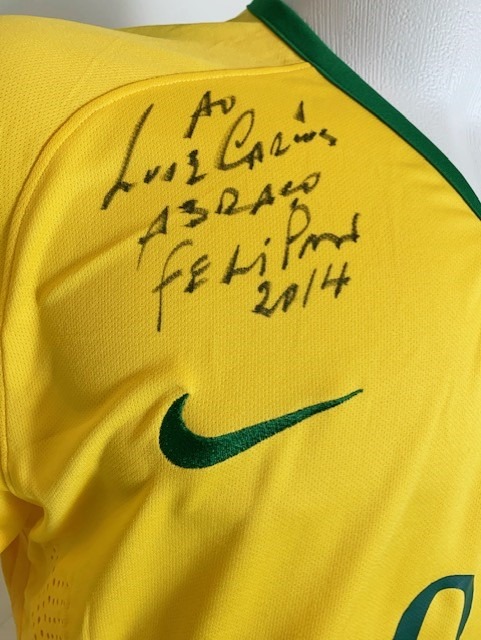 AO
LUIZ CARLOS
ABRAÇO
FELIPÃO
2014